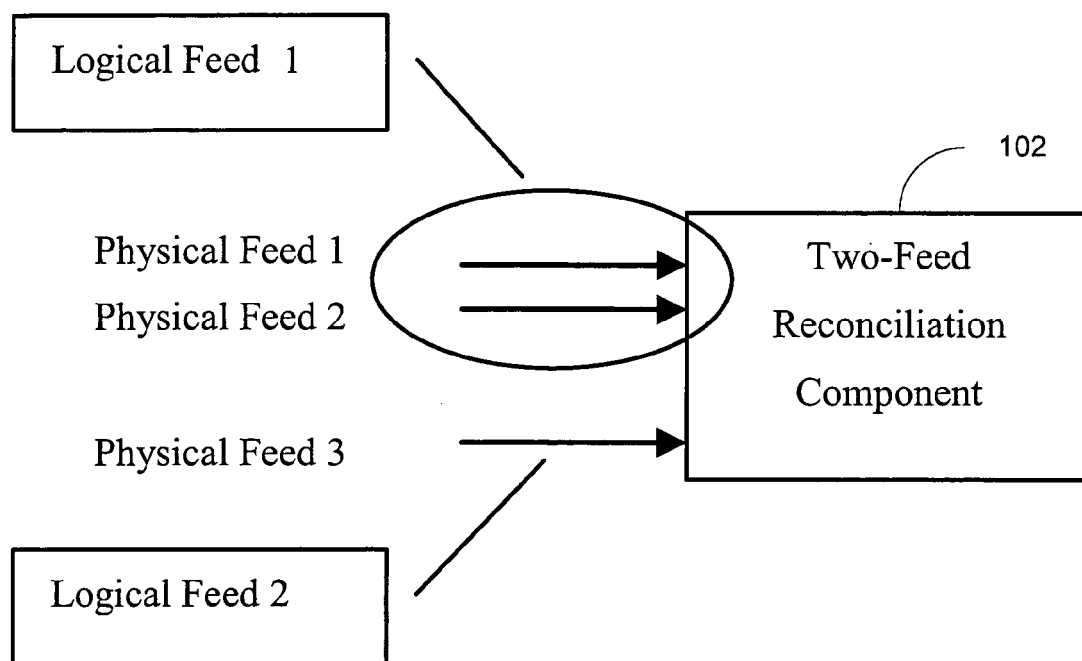 Logical Feed 1
102
Physical Feed 1
Physical Feed 2
Two-Feed
Reconciliation
Component
Physical Feed 3
Logical Feed 2